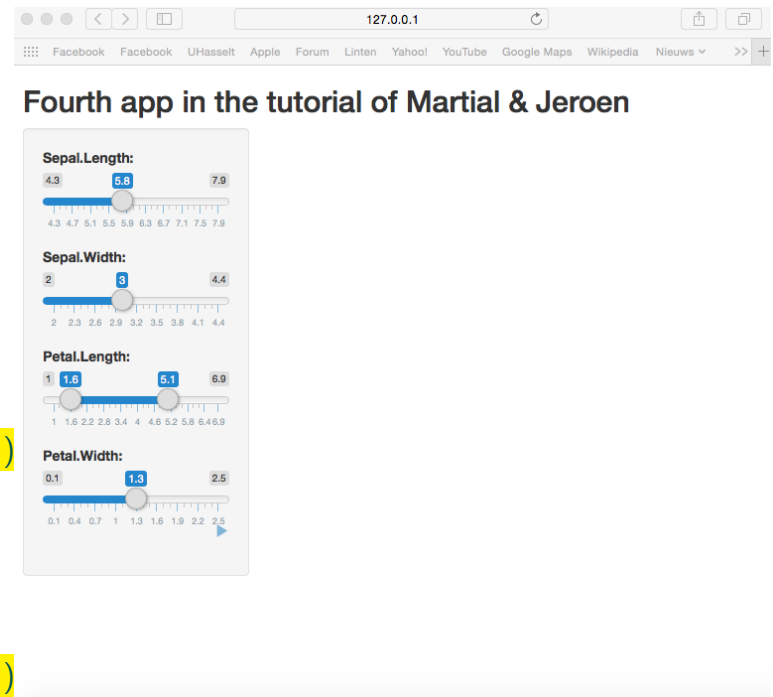 127.0.0.1
Facebook Facebook UHasselt Apple Forum Linten Yahoo! YouTube Google Maps Wikipedia Nieuws >> +
Fourth app in the tutorial of Martial & Jeroen
Sepal.Length:
4.3 5.8 7.9
4.3 4.7 5.1 5.5 5.9 6.3 6.7 7.1 7.5 7.9
Sepal.Width:
2 3 4.4
2 2.3 2.6 2.9 3.2 3.5 3.8 4.1 4.4
Petal.Length:
1 1.6 5.1 6.9
1 1.6 2.2 2.8 3.4 4 4.6 5.2 5.8 6.4 6.9
)
Petal.Width:
0.1 1.3 2.5
0.1 0.4 0.7 1 1.3 1.6 1.9 2.2 2.5
)